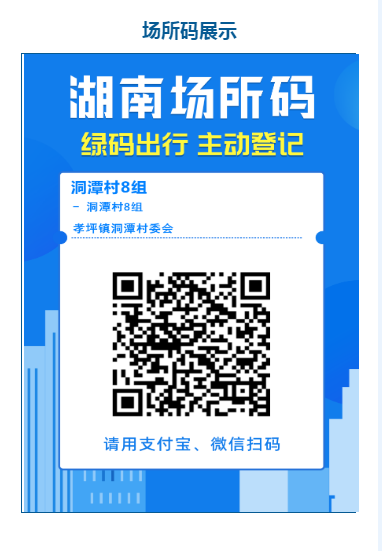 场所码展示
湖南场所码
绿码出行 主动登记
洞潭村8组
- 洞潭村8组
孝坪镇洞潭村委会
请用支付宝、微信扫码